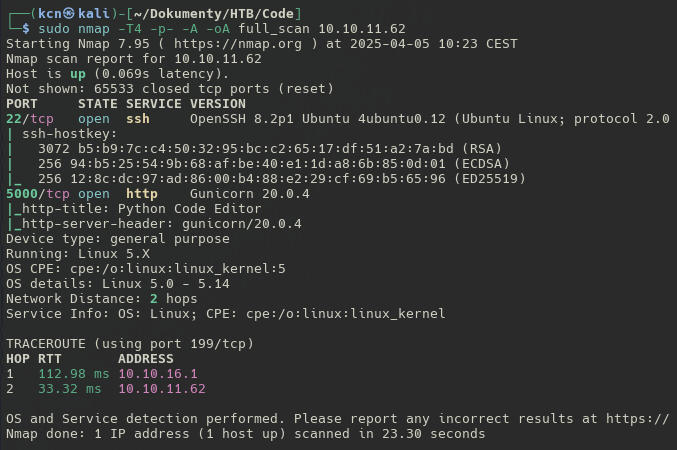 ┌──(kcn㉿kali)-[~/Dokumenty/HTB/Code]
└─$ sudo nmap -T4 -p- -A -oA full_scan 10.10.11.62
Starting Nmap 7.95 ( https://nmap.org ) at 2025-04-05 10:23 CEST
Nmap scan report for 10.10.11.62
Host is up (0.069s latency).
Not shown: 65533 closed tcp ports (reset)
PORT     STATE SERVICE VERSION
22/tcp   open  ssh     OpenSSH 8.2p1 Ubuntu 4ubuntu0.12 (Ubuntu Linux; protocol 2.0
| ssh-hostkey:
|   3072 b5:b9:7c:c4:50:32:95:bc:c2:65:17:df:51:a2:7a:bd (RSA)
|   256 94:b5:25:54:9b:68:af:be:40:e1:1d:a8:6b:85:0d:01 (ECDSA)
|_  256 12:8c:dc:97:ad:86:00:b4:88:e2:29:cf:69:b5:65:96 (ED25519)
5000/tcp open  http    Gunicorn 20.0.4
|_http-title: Python Code Editor
|_http-server-header: gunicorn/20.0.4
Device type: general purpose
Running: Linux 5.X
OS CPE: cpe:/o:linux:linux_kernel:5
OS details: Linux 5.0 - 5.14
Network Distance: 2 hops
Service Info: OS: Linux; CPE: cpe:/o:linux:linux_kernel

TRACEROUTE (using port 199/tcp)
HOP RTT       ADDRESS
1   112.98 ms 10.10.16.1
2   33.32 ms  10.10.11.62

OS and Service detection performed. Please report any incorrect results at https://
Nmap done: 1 IP address (1 host up) scanned in 23.30 seconds